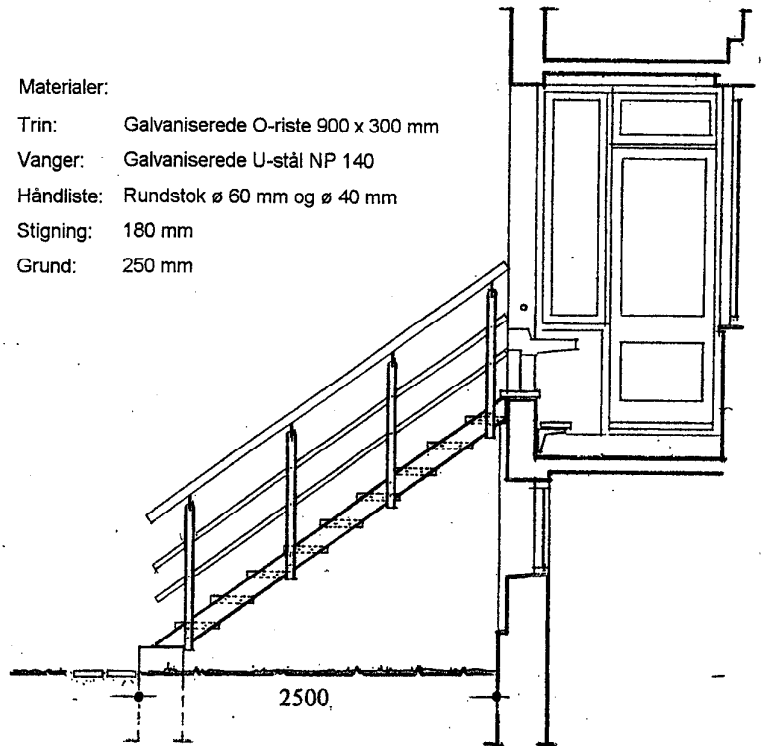 Materialer:
Trin: Galvaniserede O-riste 900 x 300 mm
Vanger: Galvaniserede U-stål NP 140
Håndliste: Rundstok ø 60 mm og ø 40 mm
Stigning: 180 mm
Grund: 250 mm
2500